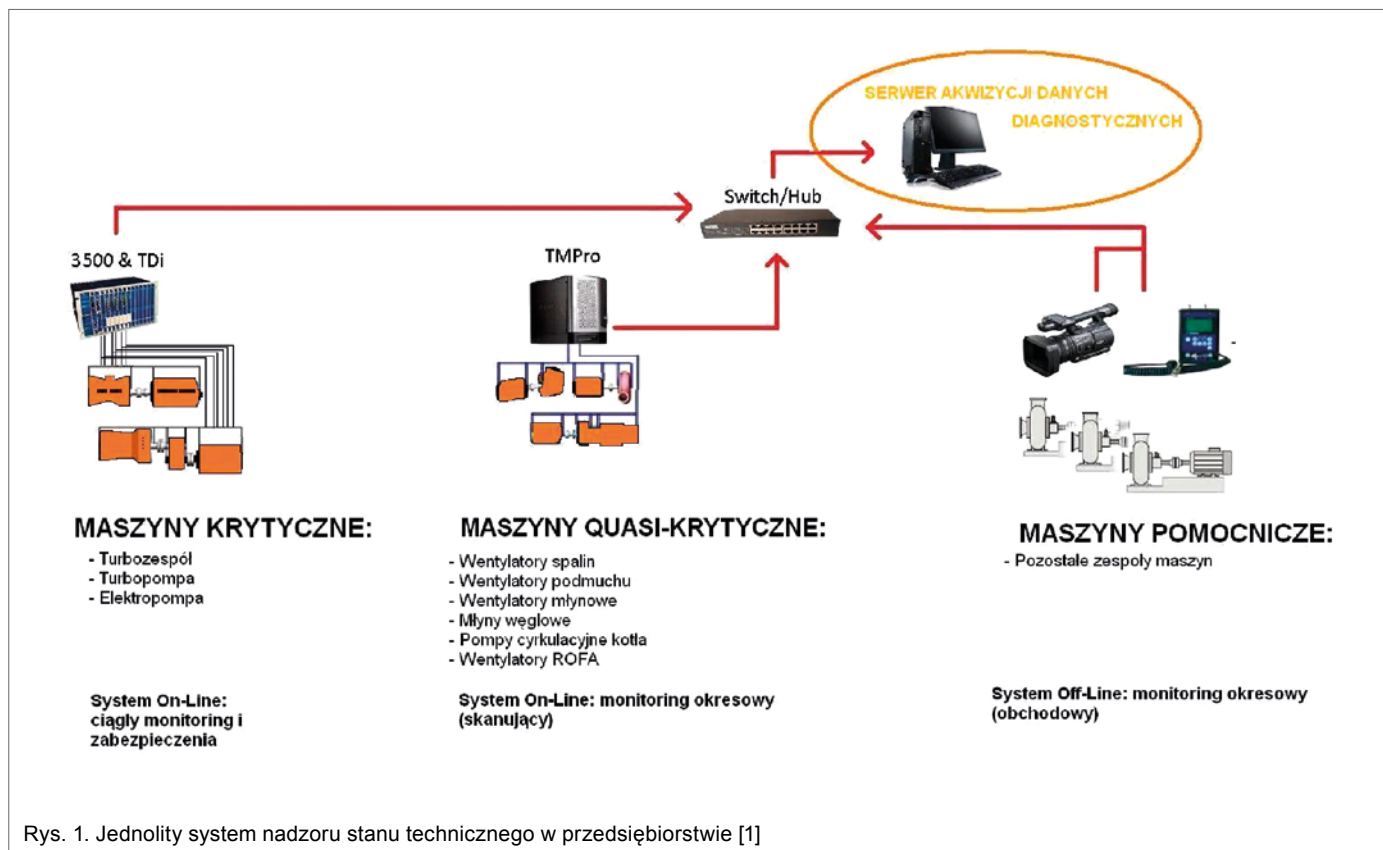 SERWER AKWIZYCJI DANYCH
DIAGNOSTYCZNYCH
Switch/Hub
3500 & TDi
TMPro
MASZYNY KRYTYCZNE:
- Turbozespół
- Turbopompa
- Elektropompa
System On-Line:
ciągły monitoring i
zabezpieczenia
MASZYNY QUASI-KRYTYCZNE:
- Wentylatory spalin
- Wentylatory podmuchu
- Wentylatory młynowe
- Młyny węglowe
- Pompy cyrkulacyjne kotła
- Wentylatory ROFA
System On-Line: monitoring okresowy
(skanujący)
MASZYNY POMOCNICZE:
- Pozostałe zespoły maszyn
System Off-Line: monitoring okresowy
(obchodowy)
Rys. 1. Jednolity system nadzoru stanu technicznego w przedsiębiorstwie [1]